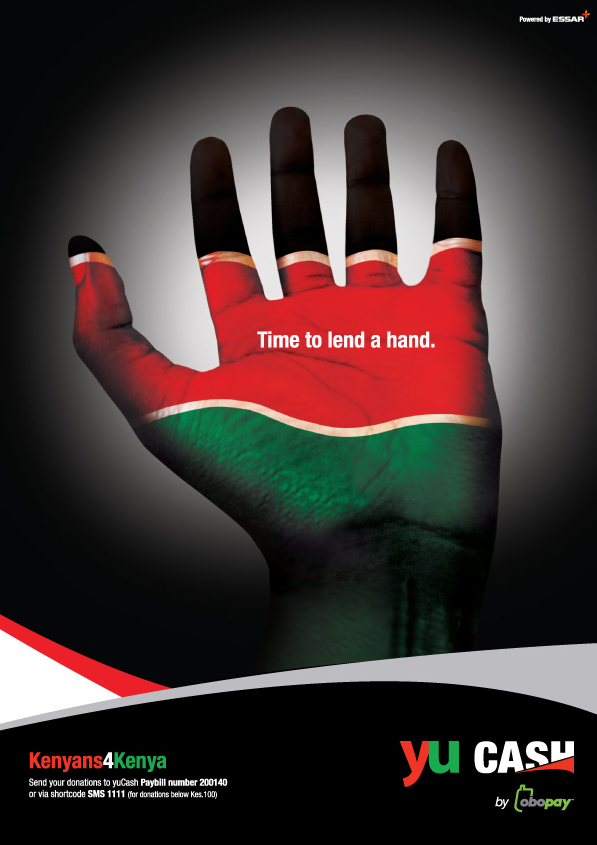 Powered by ESSAR
Time to lend a hand.
Kenyans4Kenya
Send your donations to yuCash Paybill number 200140
or via shortcode SMS 1111 (for donations below Kes.100)
yu CASH
by obopay